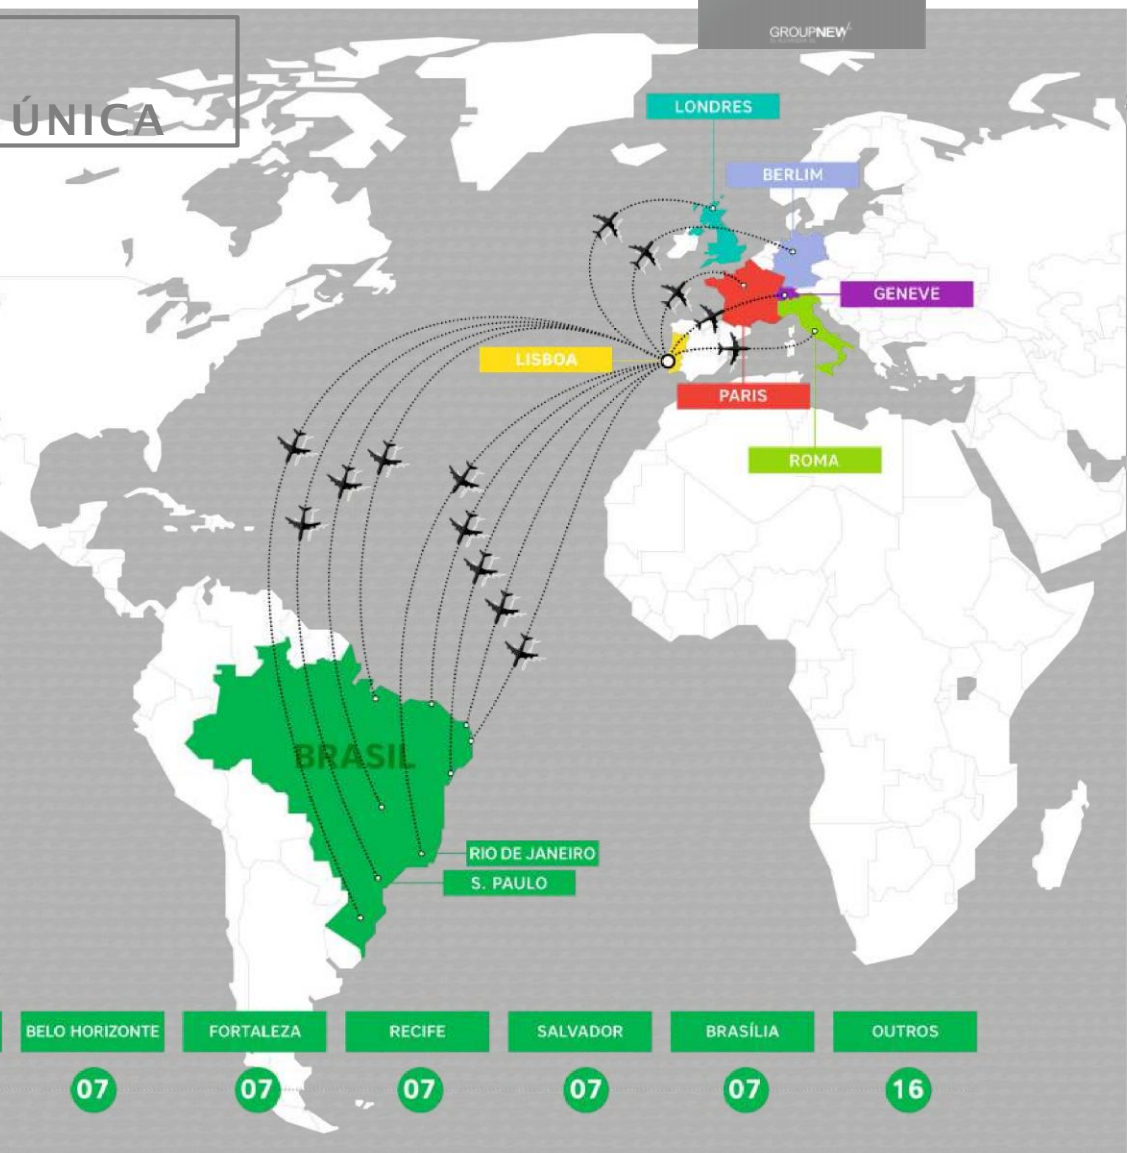 GROUPNEW
ÚNICA
LONDRES
BERLIM
GENEVE
LISBOA
PARIS
ROMA
BRASIL
RIO DE JANEIRO
S. PAULO
BELO HORIZONTE FORTALEZA RECIFE SALVADOR BRASÍLIA OUTROS
07 07 07 07 07 16